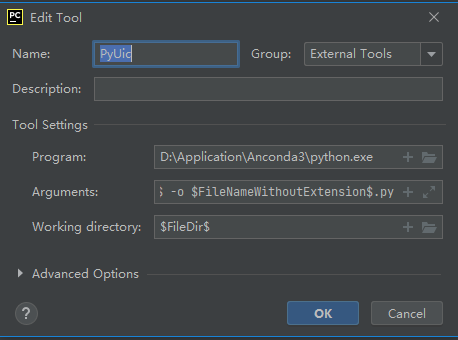 PC Edit Tool
Name: PyUic Group: External Tools
Description:
Tool Settings
Program: D:\Application\Anconda3\python.exe
Arguments: $ -o $FileNameWithoutExtension$.py
Working directory: $FileDir$
Advanced Options
? OK Cancel